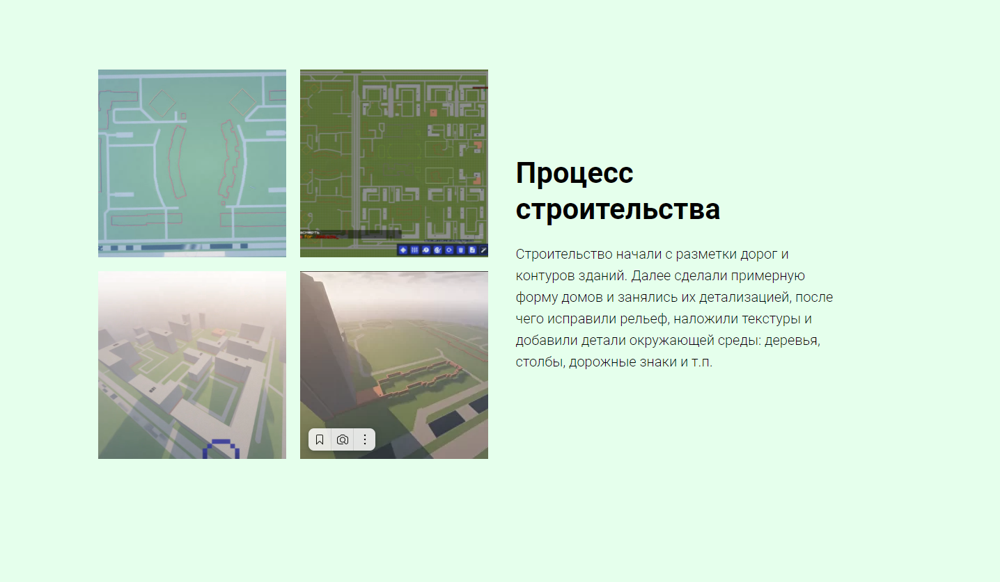 Процесс
строительства
Строительство начали с разметки дорог и
контуров зданий. Далее сделали примерную
форму домов и занялись их детализацией, после
чего исправили рельеф, наложили текстуры и
добавили детали окружающей среды: деревья,
столбы, дорожные знаки и т.п.